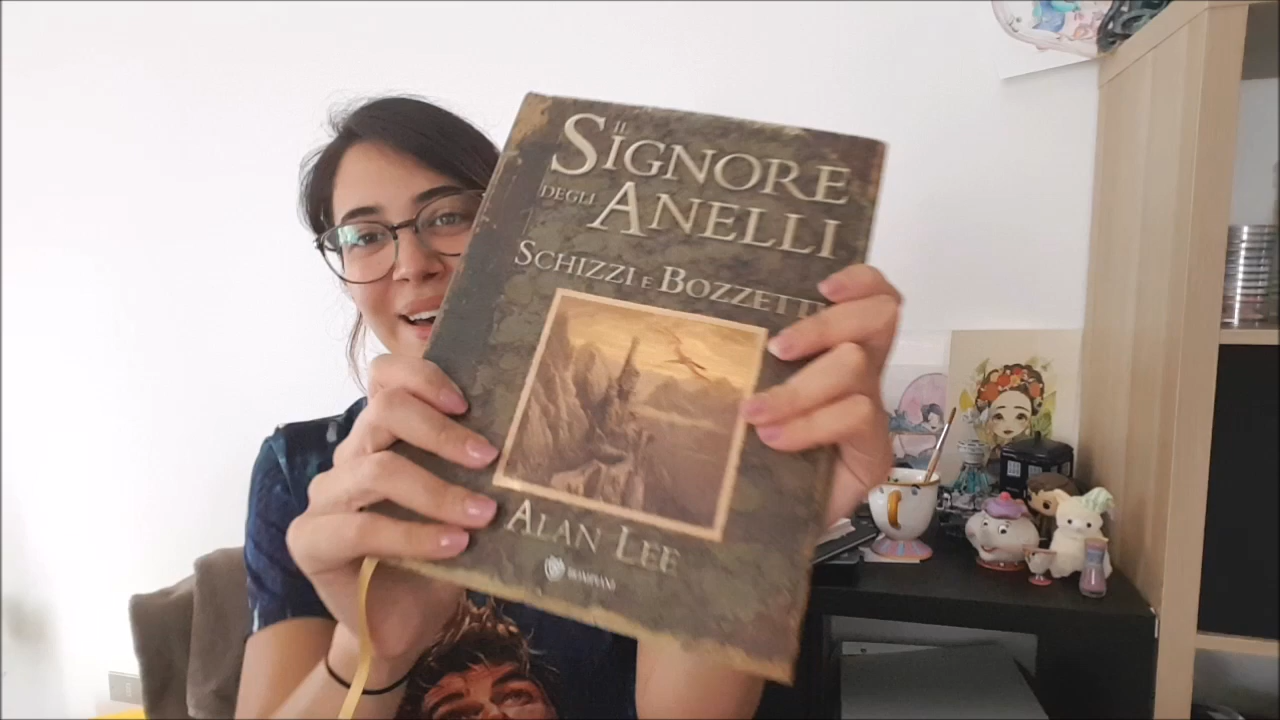 IL
SIGNORE
DEGLI ANELLI
SCHIZZI E BOZZETTI
ALAN LEE
BOMPIANI